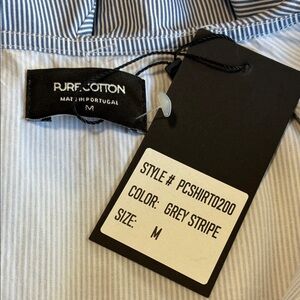 PURE COTTON
MADE IN PORTUGAL
M
STYLE # PCSHIRT0200
COLOR: GREY STRIPE
SIZE: M